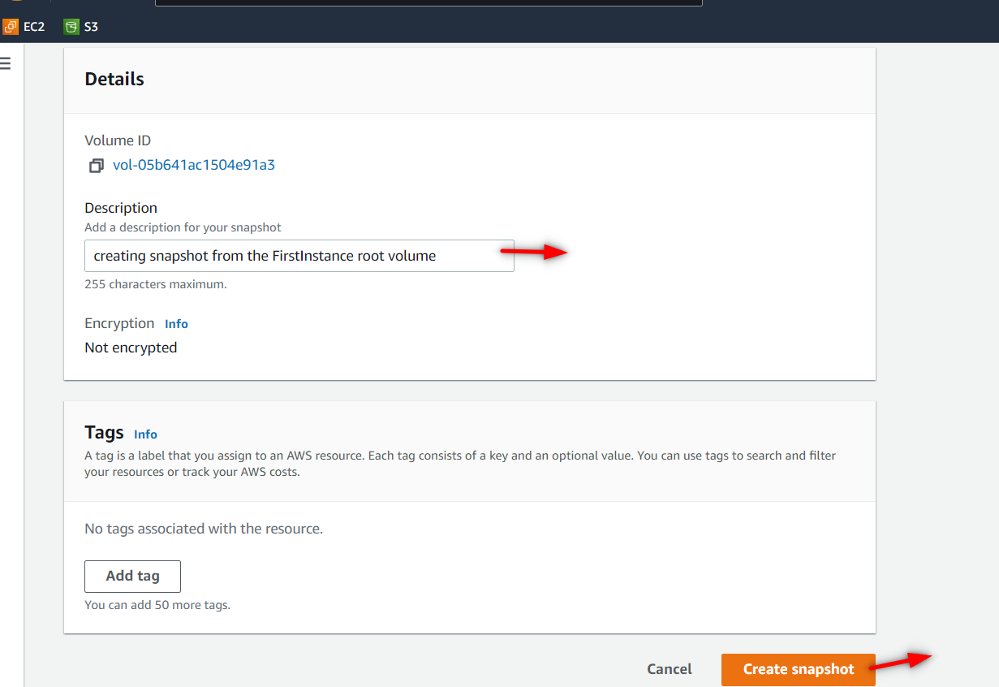 EC2 S3
Details
Volume ID
vol-05b641ac1504e91a3
Description
Add a description for your snapshot
creating snapshot from the FirstInstance root volume
255 characters maximum.
Encryption Info
Not encrypted
Tags Info
A tag is a label that you assign to an AWS resource. Each tag consists of a key and an optional value. You can use tags to search and filter
your resources or track your AWS costs.
No tags associated with the resource.
Add tag
You can add 50 more tags.
Cancel Create snapshot